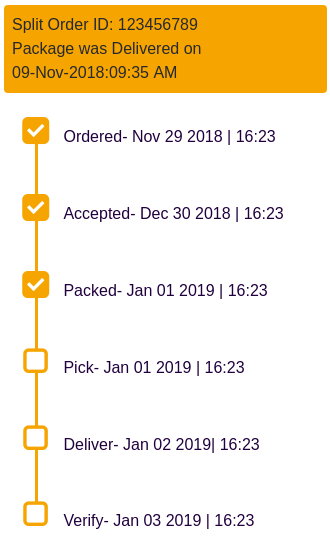 Split Order ID: 123456789
Package was Delivered on
09-Nov-2018:09:35 AM
Ordered- Nov 29 2018 | 16:23
Accepted- Dec 30 2018 | 16:23
Packed- Jan 01 2019 | 16:23
Pick- Jan 01 2019 | 16:23
Deliver- Jan 02 2019| 16:23
Verify- Jan 03 2019 | 16:23